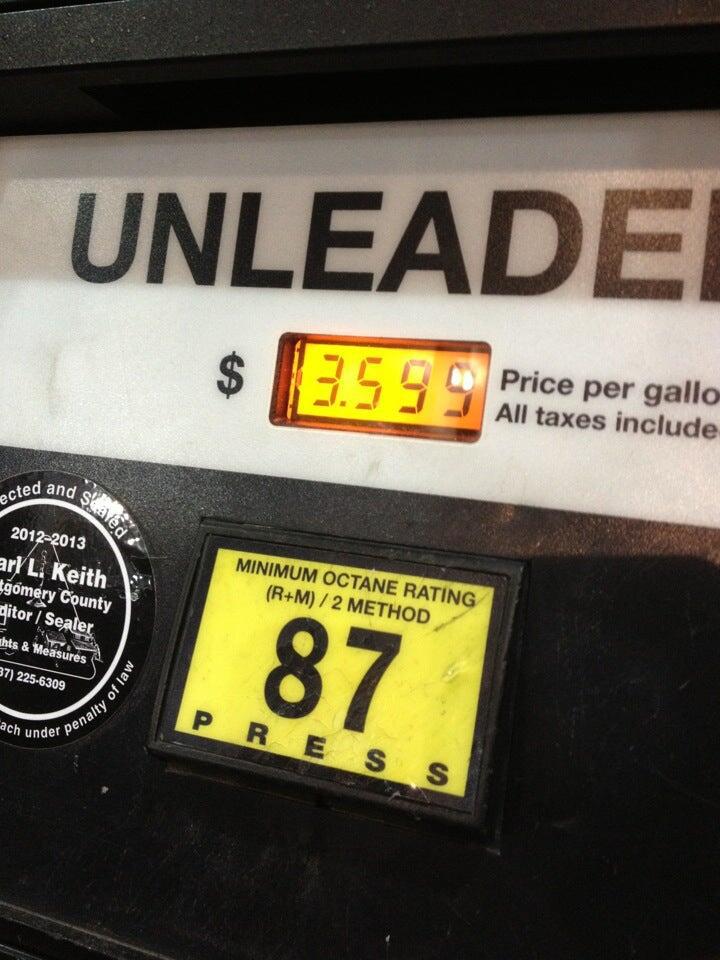 UNLEADE
$ 3.599
Price per gallo
All taxes include
ected and Sealed
2012-2013
arl L. Keith
tgomery County
ditor / Sealer
hts & Measures
37) 225-6309
ach under penalty of law
MINIMUM OCTANE RATING
(R+M) / 2 METHOD
87
PRESS